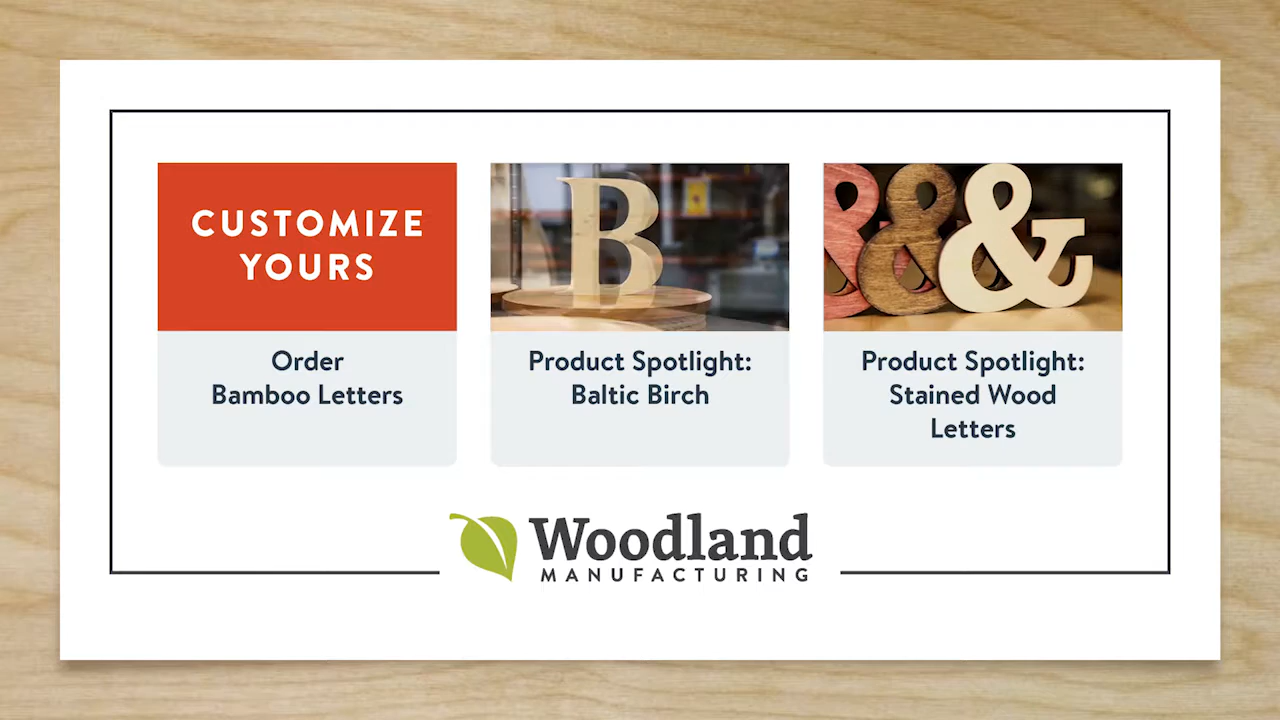 CUSTOMIZE
YOURS
Order
Bamboo Letters
B
Product Spotlight:
Baltic Birch
& & &
Product Spotlight:
Stained Wood
Letters
Woodland
MANUFACTURING